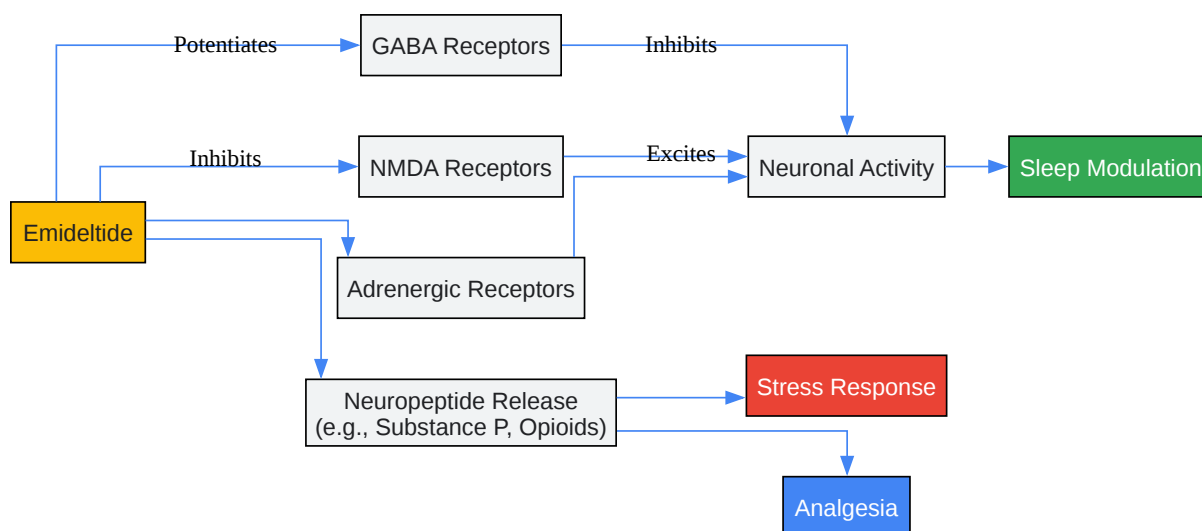 Potentiates
GABA Receptors
Inhibits
Inhibits
NMDA Receptors
Excites
Neuronal Activity
Sleep Modulation
Emideltide
Adrenergic Receptors
Neuropeptide Release
(e.g., Substance P, Opioids)
Stress Response
Analgesia